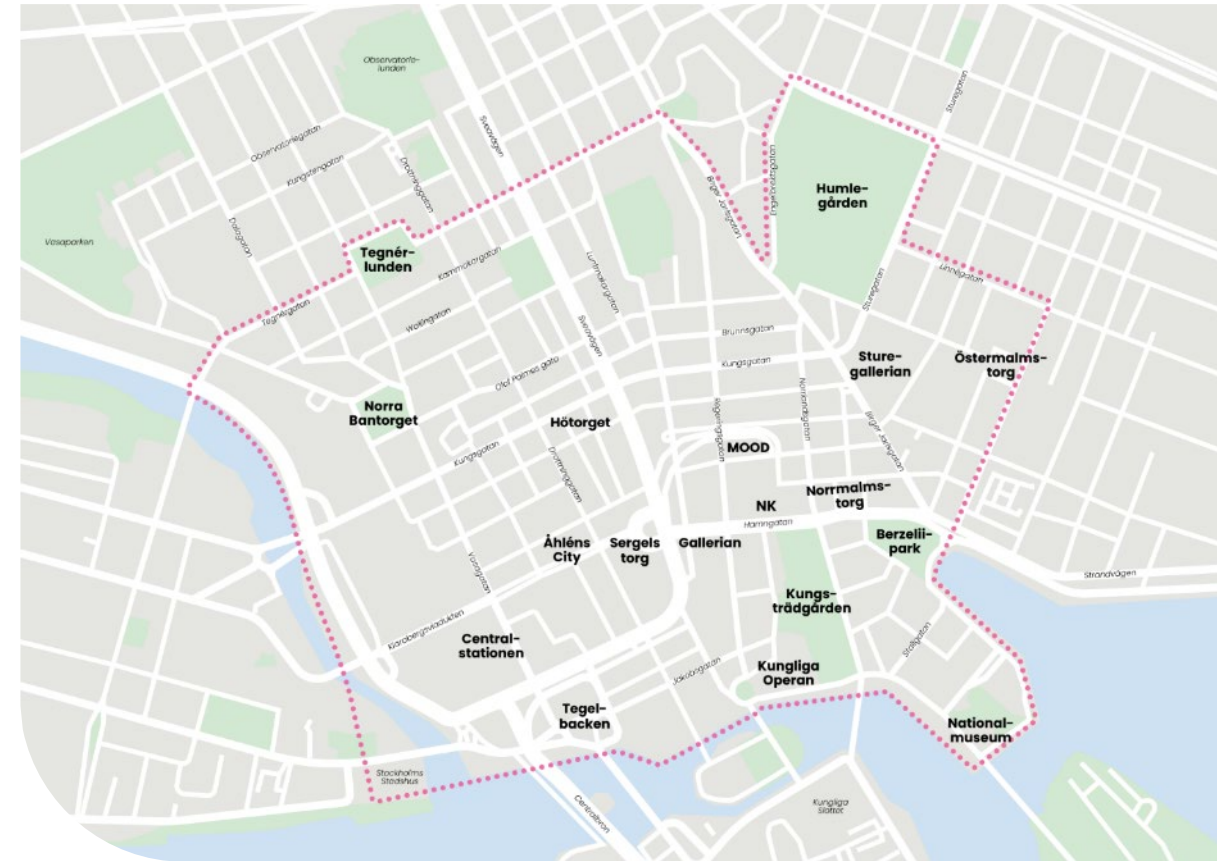 Observatorie-
lunden
Sturegatan
Sveavägen
Observatoriegatan
Kungstengatan
Drottninggatan
Birger Jarlsgatan
Engelbrektsgatan
Humle-
gården
Dalagatan
Vasaparken
Tegnér-
lunden
Kammakargatan
Luntmakargatan
Linnégatan
Sturegatan
Tegnérgatan
Wallingatan
Sveavägen
Brunnsgatan
Olof Palmes gata
Kungsgatan
Sture-
gallerian
Östermalms-
torg
Norra
Bantorget
Norrlandsgatan
Regeringsgatan
Hötorget
Birger Jarlsgatan
Kungsgatan
Drottninggatan
MOOD
Norrmalms-
torg
NK
Hamngatan
Åhléns
City
Sergels
torg
Gallerian
Berzelii-
park
Vasagatan
Strandvägen
Kungs-
trädgården
Klarabergsviadukten
Central-
stationen
Stallgatan
Jakobsgatan
Kungliga
Operan
Tegel-
backen
National-
museum
Stockholms
Stadshus
Centralbron
Kungliga
Slottet